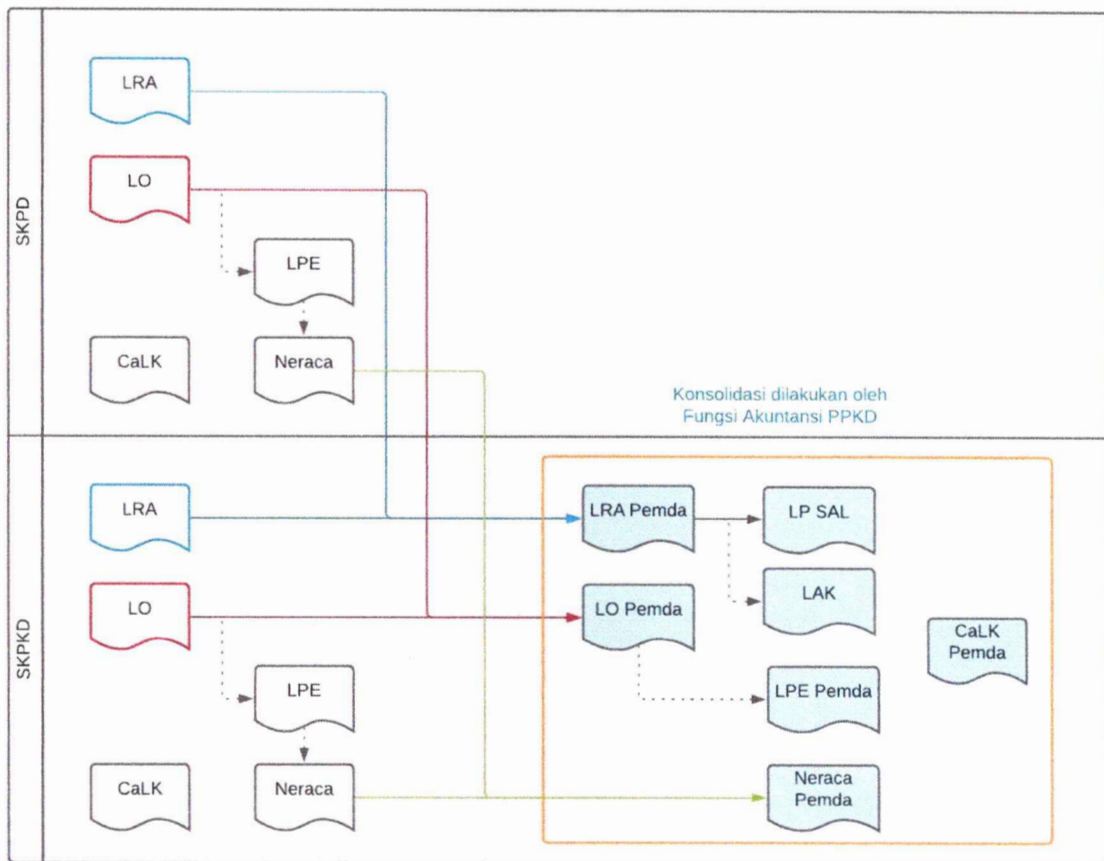 SKPD
LRA
LO
LPE
CaLK
Neraca
Konsolidasi dilakukan oleh
Fungsi Akuntansi PPKD
SKPKD
LRA
LRA Pemda
LP SAL
LO
LO Pemda
LAK
CaLK
Pemda
LPE
LPE Pemda
CaLK
Neraca
Neraca
Pemda